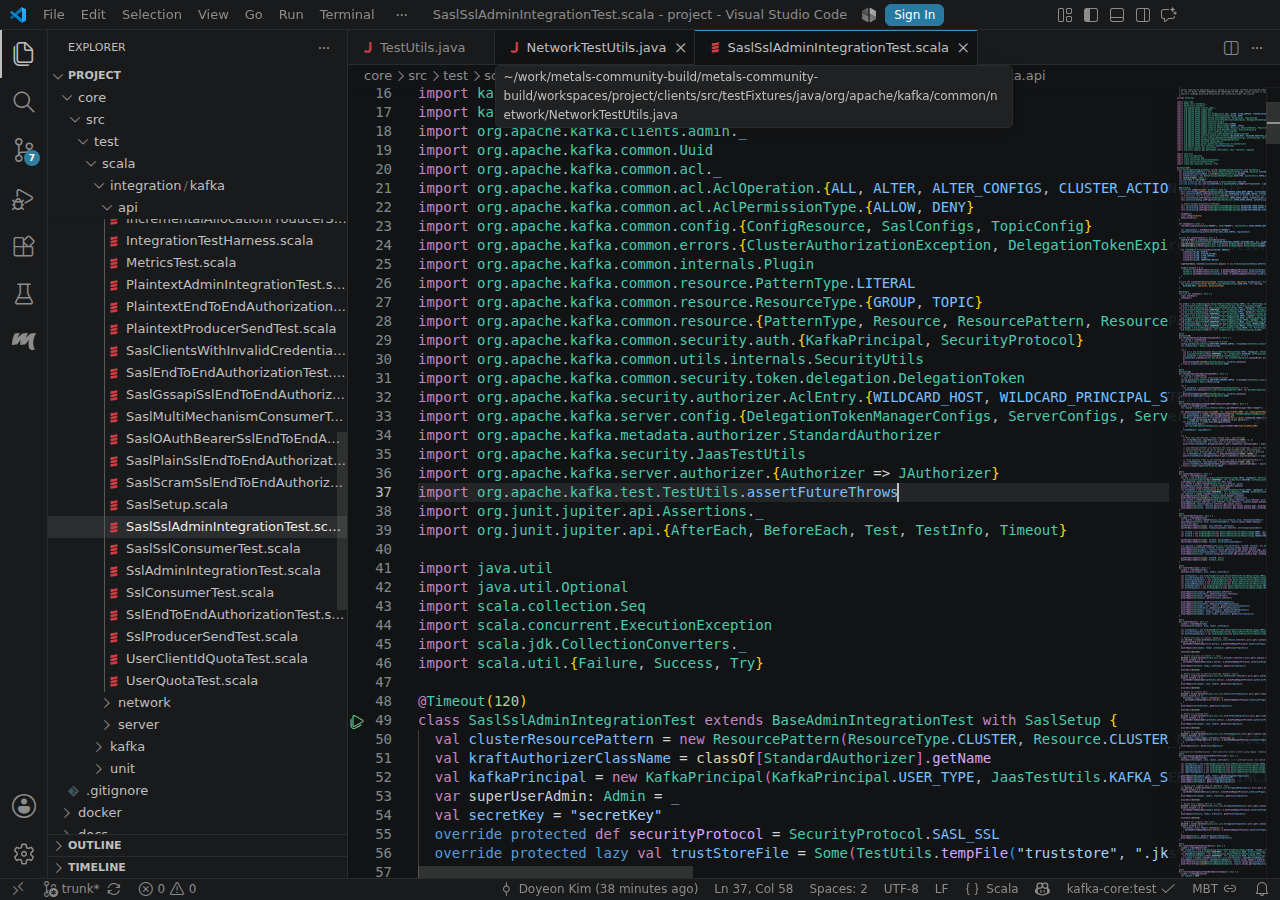 File Edit Selection View Go Run Terminal ··· SaslSslAdminIntegrationTest.scala - project - Visual Studio Code Sign In
EXPLORER ···
PROJECT
core
src
test
scala
integration / kafka
api
IntegrationTestHarness.scala
MetricsTest.scala
PlaintextAdminIntegrationTest.s...
PlaintextEndToEndAuthorization...
PlaintextProducerSendTest.scala
SaslClientsWithInvalidCredentia...
SaslEndToEndAuthorizationTest....
SaslGssapiSslEndToEndAuthoriz...
SaslMultiMechanismConsumerT...
SaslOAuthBearerSslEndToEndA...
SaslPlainSslEndToEndAuthorizat...
SaslScramSslEndToEndAuthoriz...
SaslSetup.scala
SaslSslAdminIntegrationTest.sc...
SaslSslConsumerTest.scala
SslAdminIntegrationTest.scala
SslConsumerTest.scala
SslEndToEndAuthorizationTest.s...
SslProducerSendTest.scala
UserClientIdQuotaTest.scala
UserQuotaTest.scala
network
server
kafka
unit
.gitignore
docker
docs
OUTLINE
TIMELINE
TestUtils.java NetworkTestUtils.java SaslSslAdminIntegrationTest.scala ···
core > src > test > sc a.api
~/work/metals-community-build/metals-community-
build/workspaces/project/clients/src/testFixtures/java/org/apache/kafka/common/n
etwork/NetworkTestUtils.java
16 import ka
17 import ka
18 import org.apache.kafka.clients.admin._
19 import org.apache.kafka.common.Uuid
20 import org.apache.kafka.common.acl._
21 import org.apache.kafka.common.acl.AclOperation.{ALL, ALTER, ALTER_CONFIGS, CLUSTER_ACTIO
22 import org.apache.kafka.common.acl.AclPermissionType.{ALLOW, DENY}
23 import org.apache.kafka.common.config.{ConfigResource, SaslConfigs, TopicConfig}
24 import org.apache.kafka.common.errors.{ClusterAuthorizationException, DelegationTokenExpi
25 import org.apache.kafka.common.internals.Plugin
26 import org.apache.kafka.common.resource.PatternType.LITERAL
27 import org.apache.kafka.common.resource.ResourceType.{GROUP, TOPIC}
28 import org.apache.kafka.common.resource.{PatternType, Resource, ResourcePattern, Resource
29 import org.apache.kafka.common.security.auth.{KafkaPrincipal, SecurityProtocol}
30 import org.apache.kafka.common.utils.internals.SecurityUtils
31 import org.apache.kafka.common.security.token.delegation.DelegationToken
32 import org.apache.kafka.security.authorizer.AclEntry.{WILDCARD_HOST, WILDCARD_PRINCIPAL_S
33 import org.apache.kafka.server.config.{DelegationTokenManagerConfigs, ServerConfigs, Serv
34 import org.apache.kafka.metadata.authorizer.StandardAuthorizer
35 import org.apache.kafka.security.JaasTestUtils
36 import org.apache.kafka.server.authorizer.{Authorizer => JAuthorizer}
37 import org.apache.kafka.test.TestUtils.assertFutureThrows
38 import org.junit.jupiter.api.Assertions._
39 import org.junit.jupiter.api.{AfterEach, BeforeEach, Test, TestInfo, Timeout}
40
41 import java.util
42 import java.util.Optional
43 import scala.collection.Seq
44 import scala.concurrent.ExecutionException
45 import scala.jdk.CollectionConverters._
46 import scala.util.{Failure, Success, Try}
47
48 @Timeout(120)
49 class SaslSslAdminIntegrationTest extends BaseAdminIntegrationTest with SaslSetup {
50 val clusterResourcePattern = new ResourcePattern(ResourceType.CLUSTER, Resource.CLUSTER
51 val kraftAuthorizerClassName = classOf[StandardAuthorizer].getName
52 val kafkaPrincipal = new KafkaPrincipal(KafkaPrincipal.USER_TYPE, JaasTestUtils.KAFKA_SE
53 var superUserAdmin: Admin = _
54 val secretKey = "secretKey"
55 override protected def securityProtocol = SecurityProtocol.SASL_SSL
56 override protected lazy val trustStoreFile = Some(TestUtils.tempFile("truststore", ".jks
57
7
trunk* 0 0 Doyeon Kim (38 minutes ago) Ln 37, Col 58 Spaces: 2 UTF-8 LF { } Scala kafka-core:test MBT